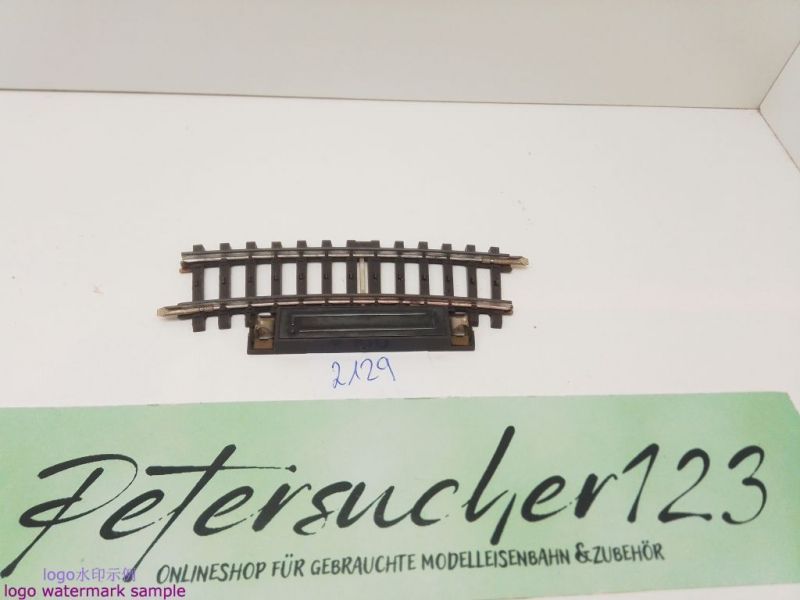 2129
Petersucher123
ONLINESHOP FÜR GEBRAUCHTE MODELLEISENBAHN & ZUBEHÖR
logo水印示例
logo watermark sample